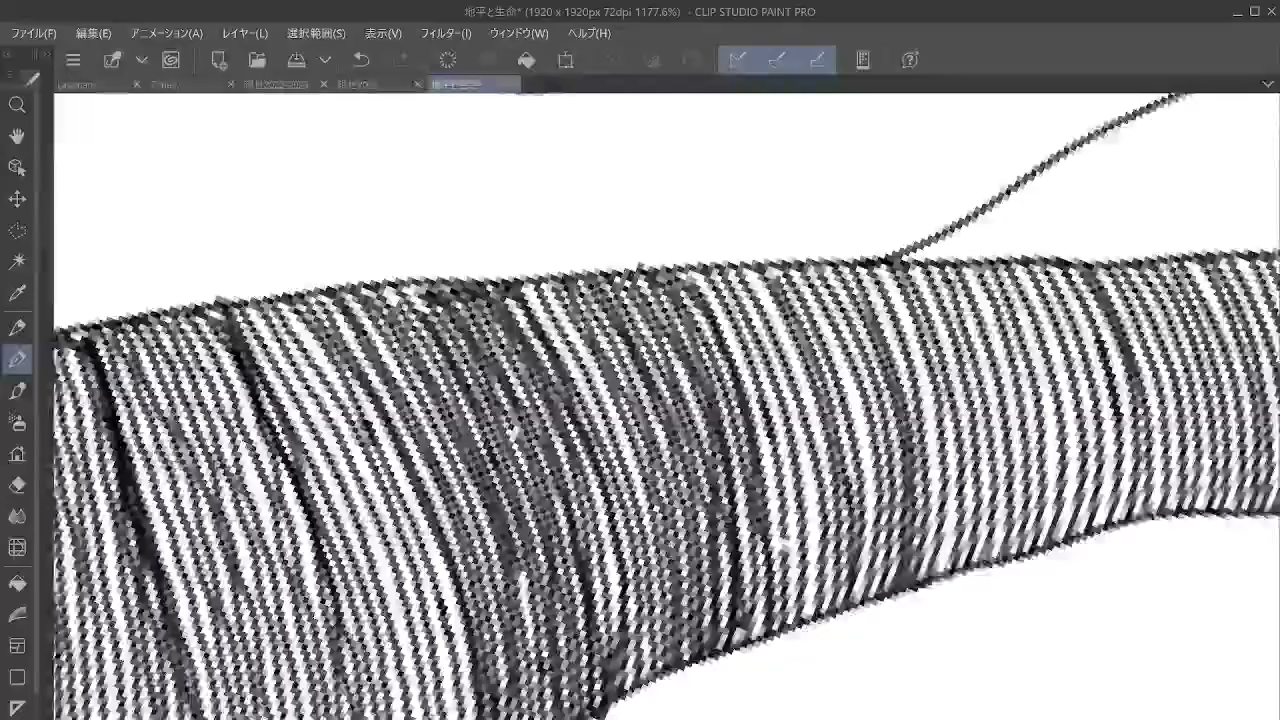 地平と生命* (1920 x 1920px 72dpi 1177.6%) - CLIP STUDIO PAINT PRO
ファイル(F) 編集(E) アニメーション(A) レイヤー(L) 選択範囲(S) 表示(V) フィルター(I) ウィンドウ(W) ヘルプ(H)